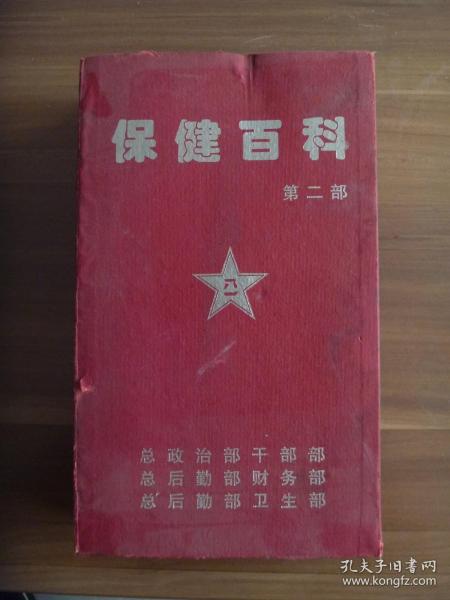 保健百科
第二部
八一
总政治部干部部
总后勤部财务部
总后勤部卫生部
孔夫子旧书网
www.kongfz.com